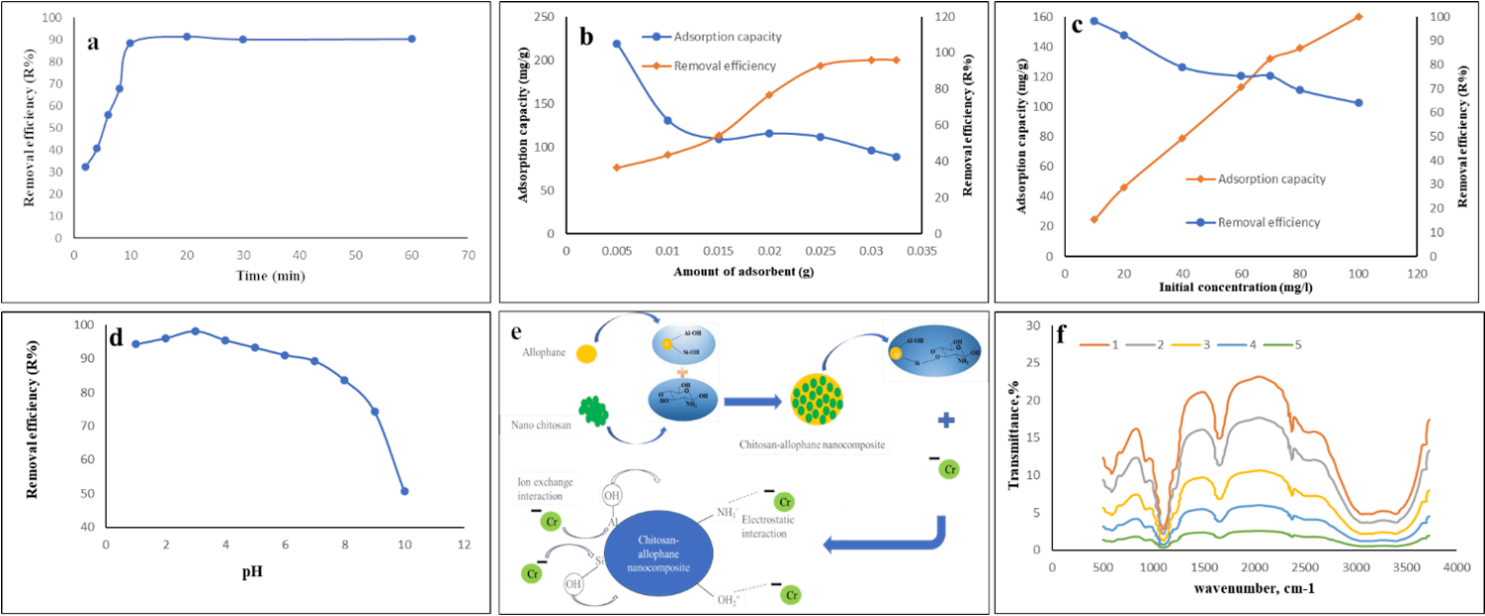 a
Removal efficiency (R%)
100
90
80
70
60
50
40
30
20
10
0
0 10 20 30 40 50 60 70
Time (min)
b
Adsorption capacity (mg/g)
250
200
150
100
50
0
Adsorption capacity
Removal efficiency
120
100
80
60
40
20
0
Removal efficiency (R%)
0 0.005 0.01 0.015 0.02 0.025 0.03 0.035
Amount of adsorbent (g)
c
Adsorption capacity (mg/g)
160
140
120
100
80
60
40
20
0
Adsorption capacity
Removal efficiency
100
90
80
70
60
50
40
30
20
10
0
Removal efficiency (R%)
0 20 40 60 80 100 120
Initial concentration (mg/l)
d
Removal efficiency (R%)
100
90
80
70
60
50
40
0 2 4 6 8 10 12
pH
e
Allophane
Al-OH
Si-OH
+
OH
O
O
OH
HO
NH₂
Nano chitosan
Chitosan-allophane nanocomposite
Al-OH
Si
O
OH
O
OH
NH₂
+
Cr
Ion exchange
interaction
OH
Al
Cr
Si
OH
Cr
Chitosan-
allophane
nanocomposite
NH₃⁺
Cr
Electrostatic
interaction
OH₂⁺
Cr
f
1 2 3 4 5
Transmittance,%
30
25
20
15
10
5
0
0 500 1000 1500 2000 2500 3000 3500 4000
wavenumber, cm-1